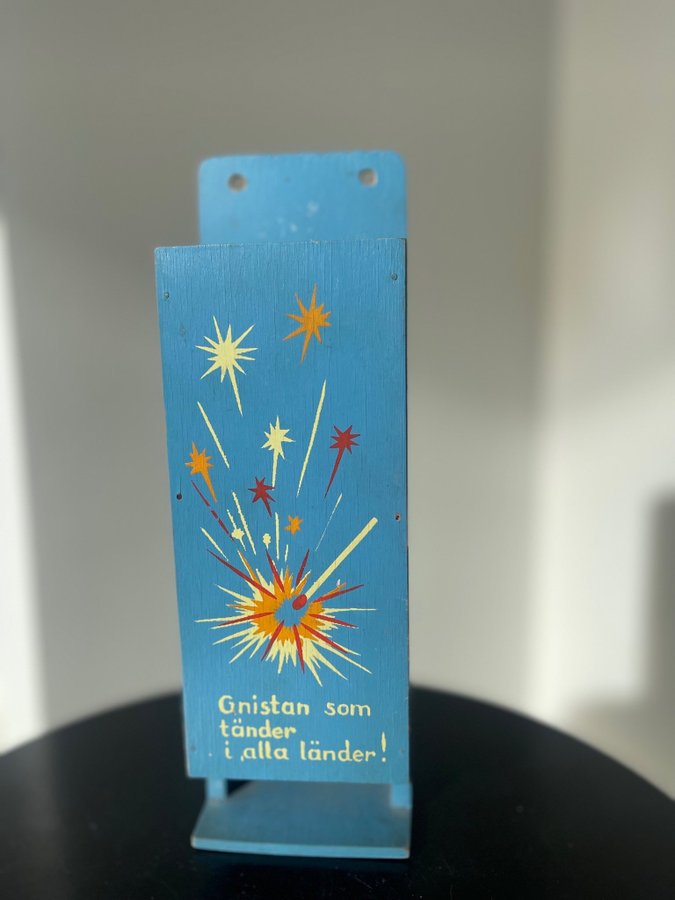 Gnistan som
tänder
i alla länder!